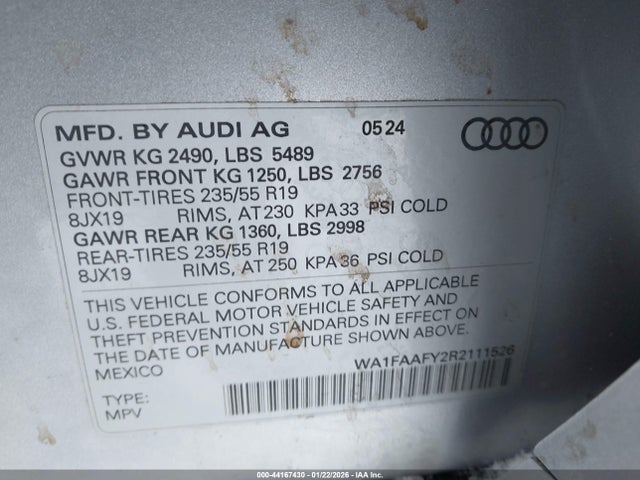 MFD. BY AUDI AG 05 24
GVWR KG 2490, LBS 5489
GAWR FRONT KG 1250, LBS 2756
FRONT-TIRES 235/55 R19
8JX19 RIMS, AT 230 KPA 33 PSI COLD
GAWR REAR KG 1360, LBS 2998
REAR-TIRES 235/55 R19
8JX19 RIMS, AT 250 KPA 36 PSI COLD
THIS VEHICLE CONFORMS TO ALL APPLICABLE
U.S. FEDERAL MOTOR VEHICLE SAFETY AND
THEFT PREVENTION STANDARDS IN EFFECT ON
THE DATE OF MANUFACTURE SHOWN ABOVE.
MEXICO
WA1FAAFY2R2111526
TYPE:
MPV
000-44167430 - 01/22/2026 - IAA Inc.